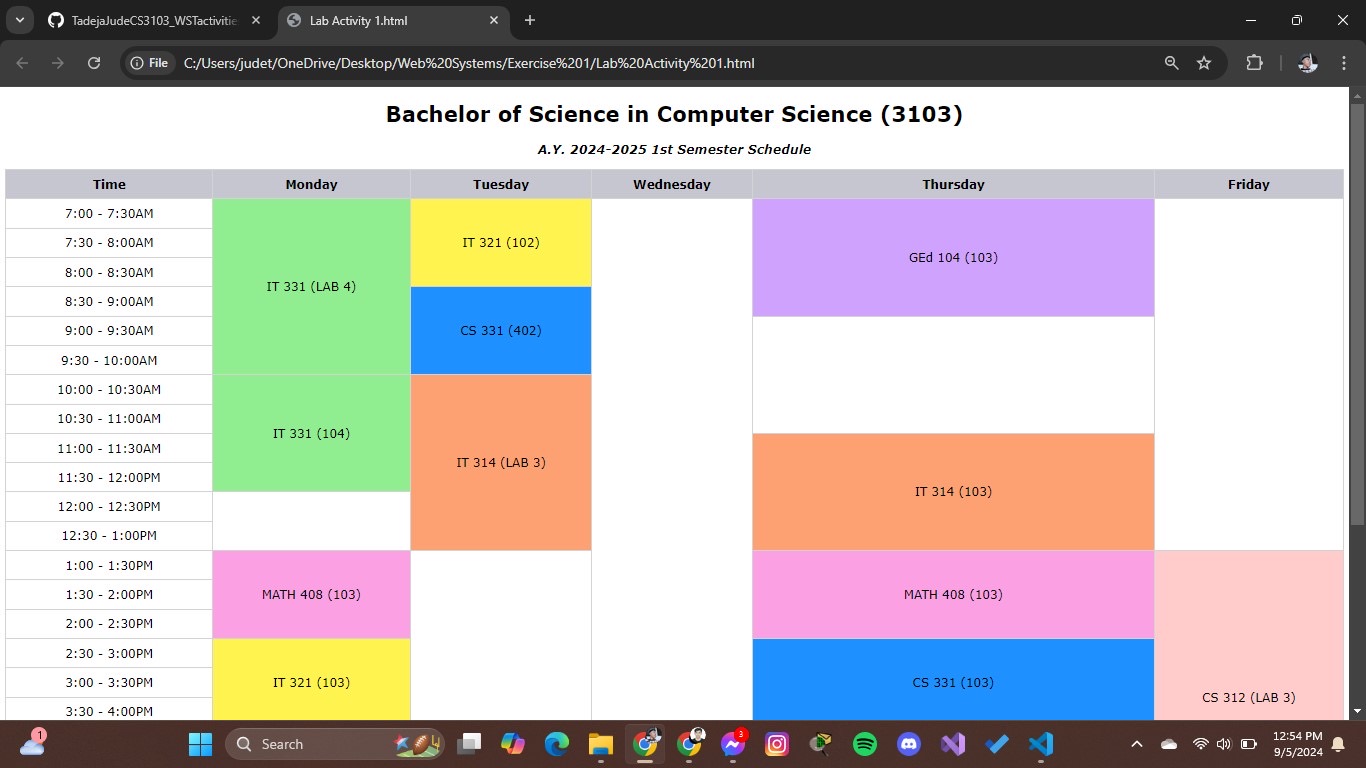 TadejaJudeCS3103_WSTactivitie
Lab Activity 1.html
File
C:/Users/judet/OneDrive/Desktop/Web%20Systems/Exercise%201/Lab%20Activity%201.html
Bachelor of Science in Computer Science (3103)
A.Y. 2024-2025 1st Semester Schedule
Time Monday Tuesday Wednesday Thursday Friday
7:00 - 7:30AM
7:30 - 8:00AM IT 321 (102)
8:00 - 8:30AM GEd 104 (103)
IT 331 (LAB 4)
8:30 - 9:00AM
9:00 - 9:30AM CS 331 (402)
9:30 - 10:00AM
10:00 - 10:30AM
10:30 - 11:00AM
IT 331 (104)
11:00 - 11:30AM
IT 314 (LAB 3)
11:30 - 12:00PM
IT 314 (103)
12:00 - 12:30PM
12:30 - 1:00PM
1:00 - 1:30PM
1:30 - 2:00PM MATH 408 (103) MATH 408 (103)
2:00 - 2:30PM
2:30 - 3:00PM
3:00 - 3:30PM IT 321 (103) CS 331 (103)
CS 312 (LAB 3)
3:30 - 4:00PM
1
Search
3
12:54 PM
9/5/2024